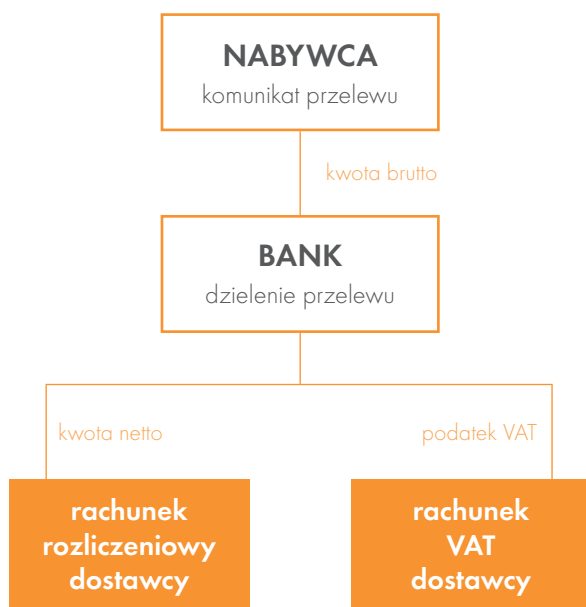 NABYWCA
komunikat przelewu
kwota brutto
BANK
dzielenie przelewu
kwota netto
podatek VAT
rachunek
rozliczeniowy
dostawcy
rachunek
VAT
dostawcy